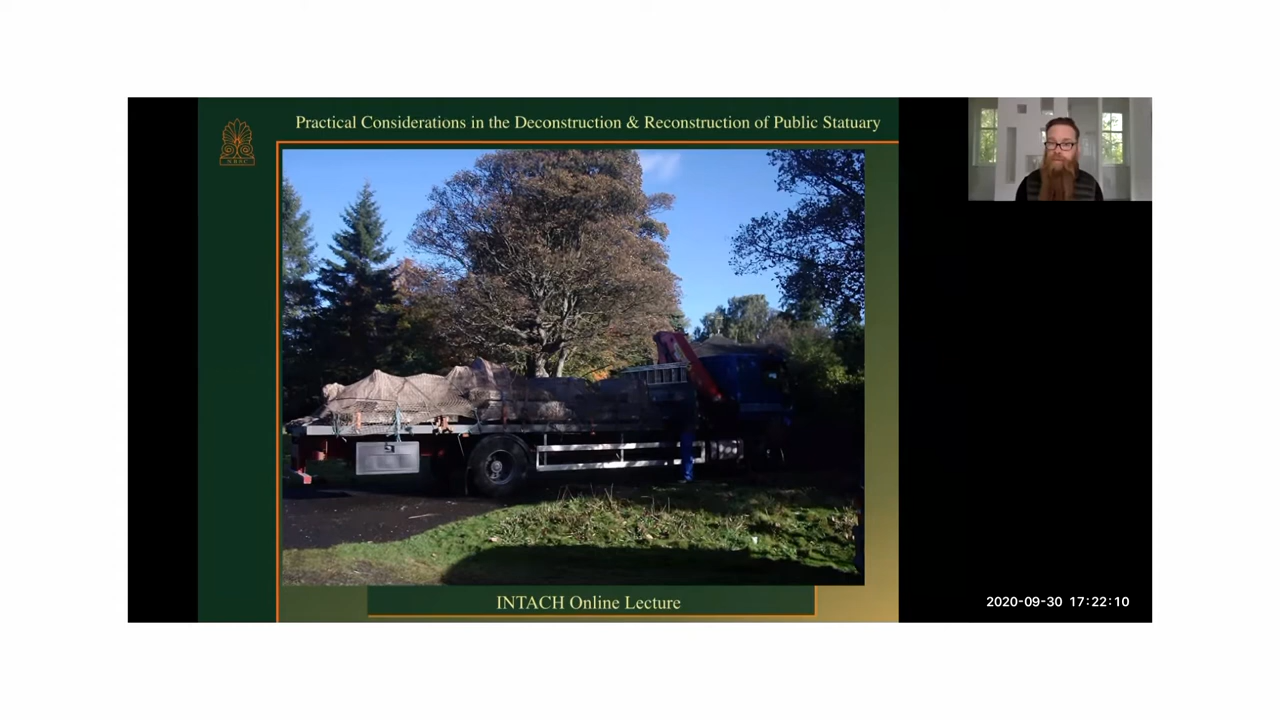 Practical Considerations in the Deconstruction & Reconstruction of Public Statuary
INTACH Online Lecture
2020-09-30 17:22:10